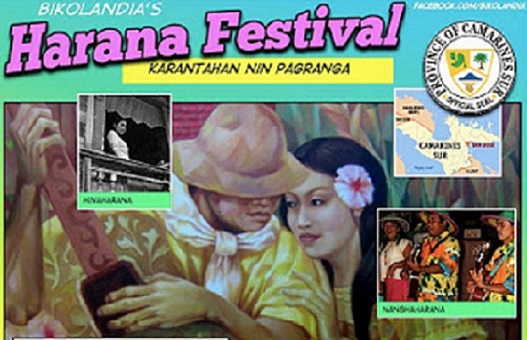 BIKOLANDIA'S
FACEBOOK.COM/BIKOLANDIA
Harana Festival
KARANTAHAN NIN PAGRANGA
PROVINCE OF CAMARINES SUR
OFFICIAL SEAL
CAMARINES
SUR
HINAHARANA
NANGHAHARANA